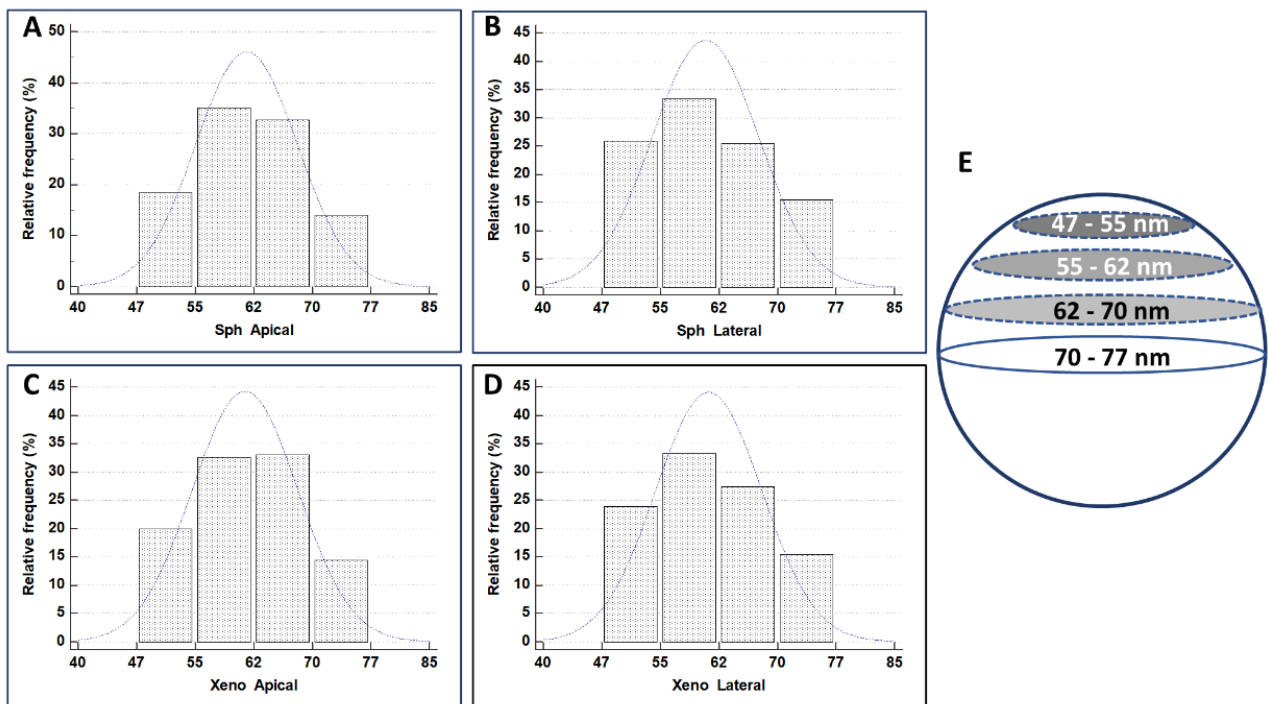 A
50
40
30
20
10
0
Relative frequency (%)
40 47 55 62 70 77 85
Sph Apical
B
45
40
35
30
25
20
15
10
5
0
Relative frequency (%)
40 47 55 62 70 77 85
Sph Lateral
C
45
40
35
30
25
20
15
10
5
0
Relative frequency (%)
40 47 55 62 70 77 85
Xeno Apical
D
45
40
35
30
25
20
15
10
5
0
Relative frequency (%)
40 47 55 62 70 77 85
Xeno Lateral
E
47 - 55 nm
55 - 62 nm
62 - 70 nm
70 - 77 nm